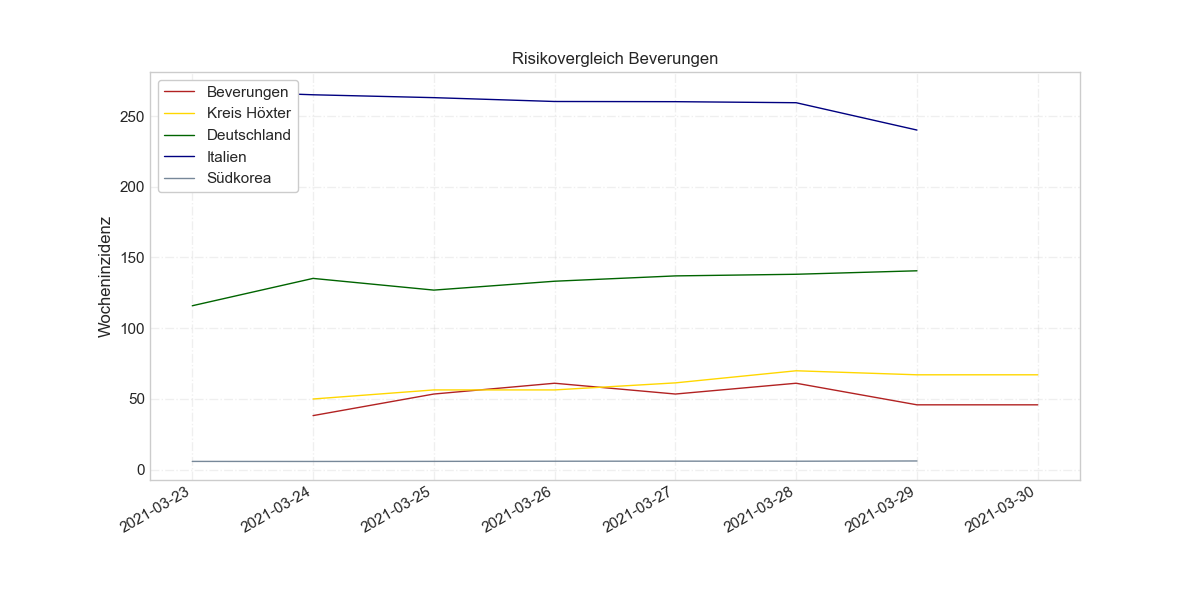 Risikovergleich Beverungen
Beverungen
Kreis Höxter
Deutschland
Italien
Südkorea
Wocheninzidenz
250
200
150
100
50
0
2021-03-23
2021-03-24
2021-03-25
2021-03-26
2021-03-27
2021-03-28
2021-03-29
2021-03-30